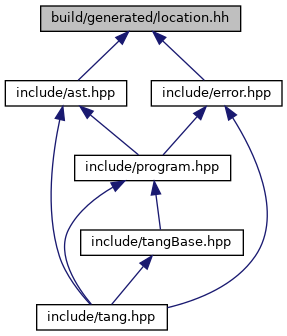 build/generated/location.hh
include/ast.hpp
include/error.hpp
include/program.hpp
include/tangBase.hpp
include/tang.hpp